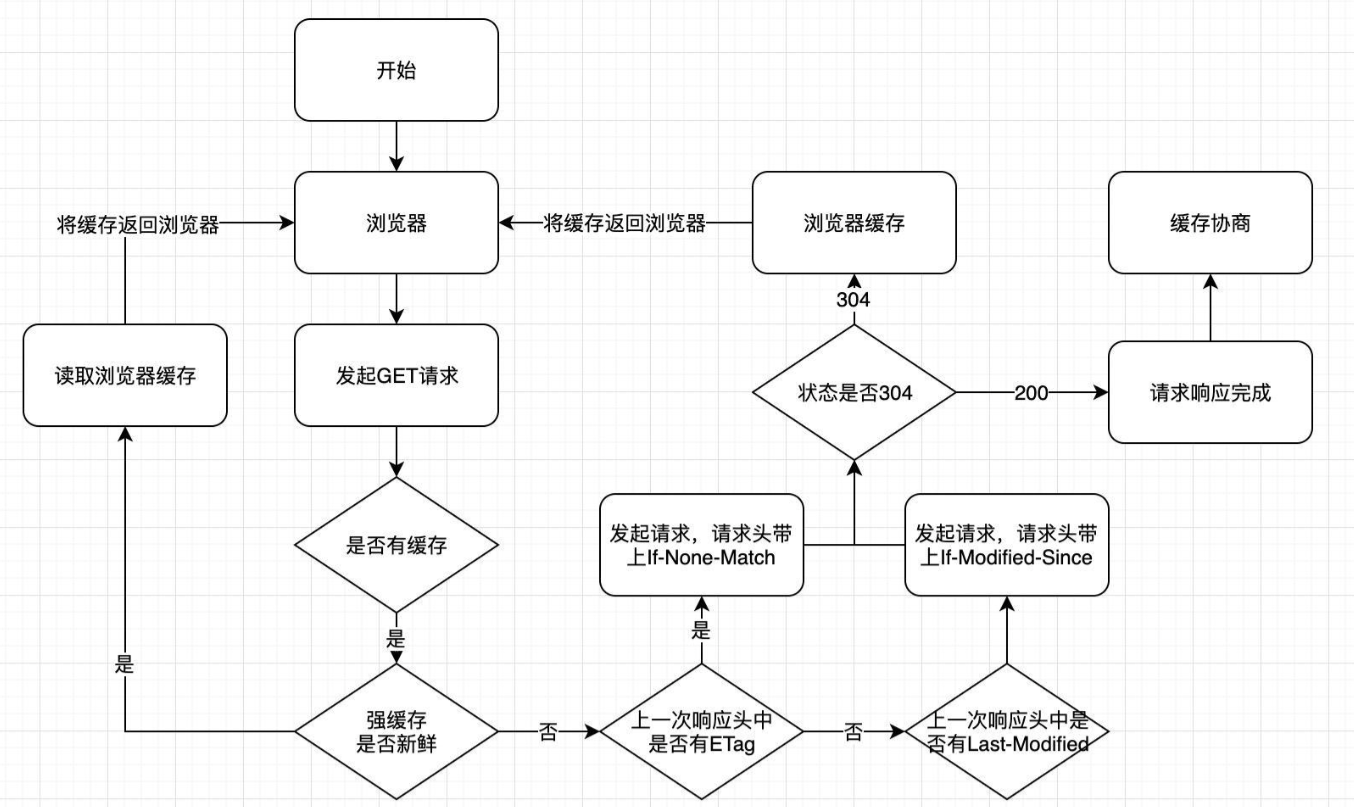 开始
将缓存返回浏览器
浏览器
将缓存返回浏览器
浏览器缓存
缓存协商
304
读取浏览器缓存
发起GET请求
状态是否304
200
请求响应完成
是否有缓存
发起请求，请求头带
上If-None-Match
发起请求，请求头带
上If-Modified-Since
是
是
是
强缓存
是否新鲜
否
上一次响应头中
是否有ETag
否
上一次响应头中是
否有Last-Modified